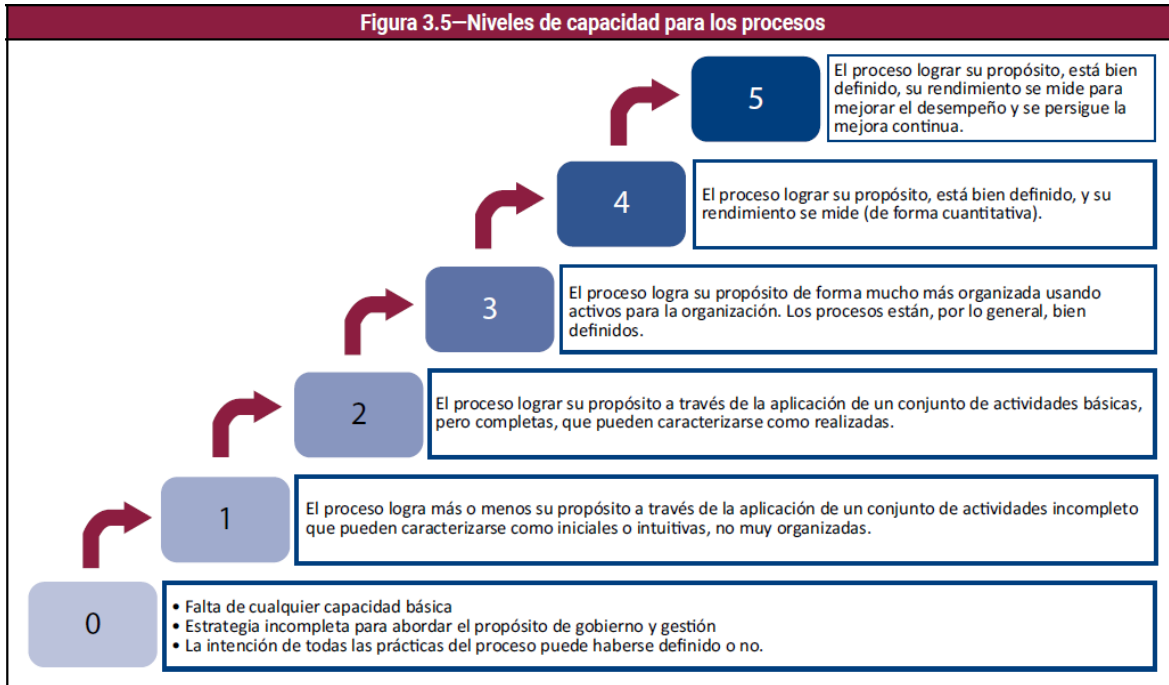 Figura 3.5—Niveles de capacidad para los procesos
5
El proceso lograr su propósito, está bien
definido, su rendimiento se mide para
mejorar el desempeño y se persigue la
mejora continua.
4
El proceso lograr su propósito, está bien definido, y su
rendimiento se mide (de forma cuantitativa).
3
El proceso logra su propósito de forma mucho más organizada usando
activos para la organización. Los procesos están, por lo general, bien
definidos.
2
El proceso lograr su propósito a través de la aplicación de un conjunto de actividades básicas,
pero completas, que pueden caracterizarse como realizadas.
1
El proceso logra más o menos su propósito a través de la aplicación de un conjunto de actividades incompleto
que pueden caracterizarse como iniciales o intuitivas, no muy organizadas.
0
• Falta de cualquier capacidad básica
• Estrategia incompleta para abordar el propósito de gobierno y gestión
• La intención de todas las prácticas del proceso puede haberse definido o no.